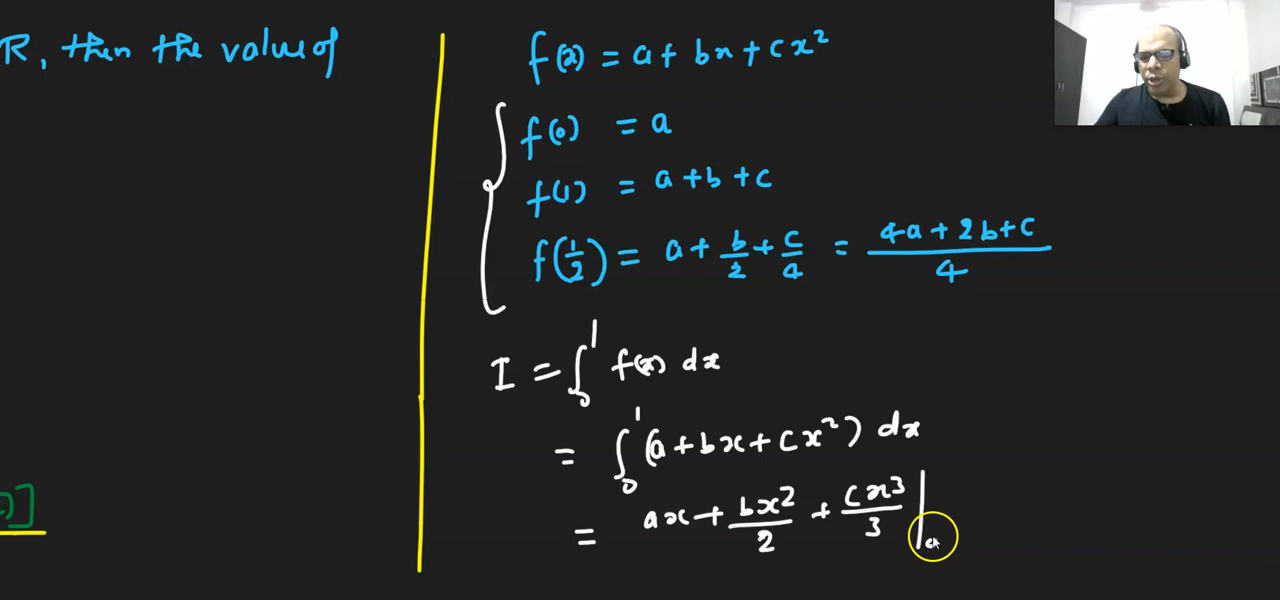 R, then the value of
f(x) = a + bx + cx²
f(0) = a
f(1) = a + b + c
f(1/2) = a + b/2 + c/4 = (4a + 2b + c)/4
I = ∫₀¹ f(x) dx
= ∫₀¹ (a + bx + cx²) dx
= ax + bx²/2 + cx³/3 |₀
]